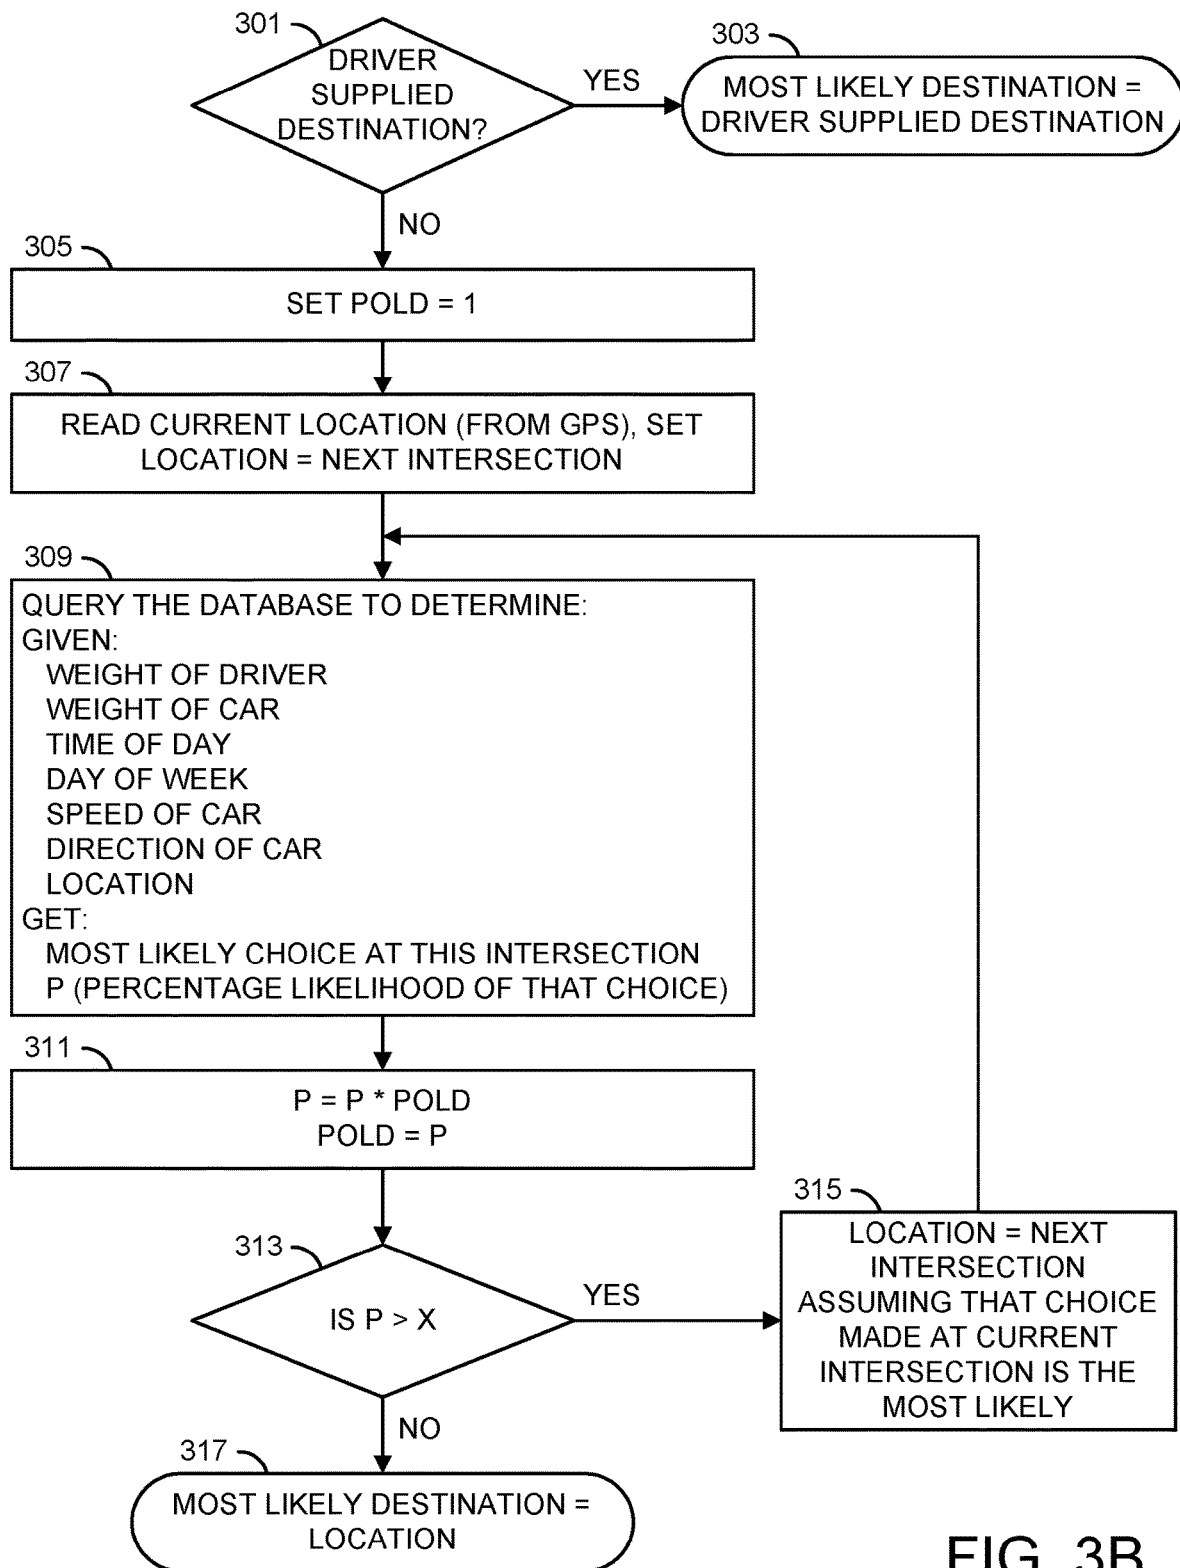 301
DRIVER
SUPPLIED
DESTINATION?
YES
303
MOST LIKELY DESTINATION =
DRIVER SUPPLIED DESTINATION
NO
305
SET POLD = 1
307
READ CURRENT LOCATION (FROM GPS), SET
LOCATION = NEXT INTERSECTION
309
QUERY THE DATABASE TO DETERMINE:
GIVEN:
WEIGHT OF DRIVER
WEIGHT OF CAR
TIME OF DAY
DAY OF WEEK
SPEED OF CAR
DIRECTION OF CAR
LOCATION
GET:
MOST LIKELY CHOICE AT THIS INTERSECTION
P (PERCENTAGE LIKELIHOOD OF THAT CHOICE)
311
P = P * POLD
POLD = P
313
IS P > X
YES
315
LOCATION = NEXT
INTERSECTION
ASSUMING THAT CHOICE
MADE AT CURRENT
INTERSECTION IS THE
MOST LIKELY
NO
317
MOST LIKELY DESTINATION =
LOCATION
FIG. 3B